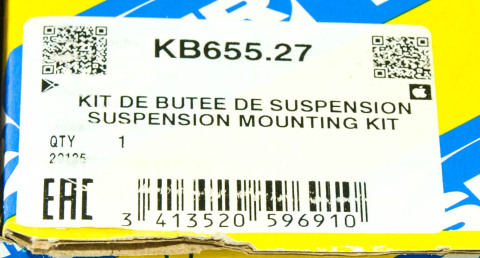 KB655.27
KIT DE BUTEE DE SUSPENSION
SUSPENSION MOUNTING KIT
QTY 1
EAC
3 413520 596910